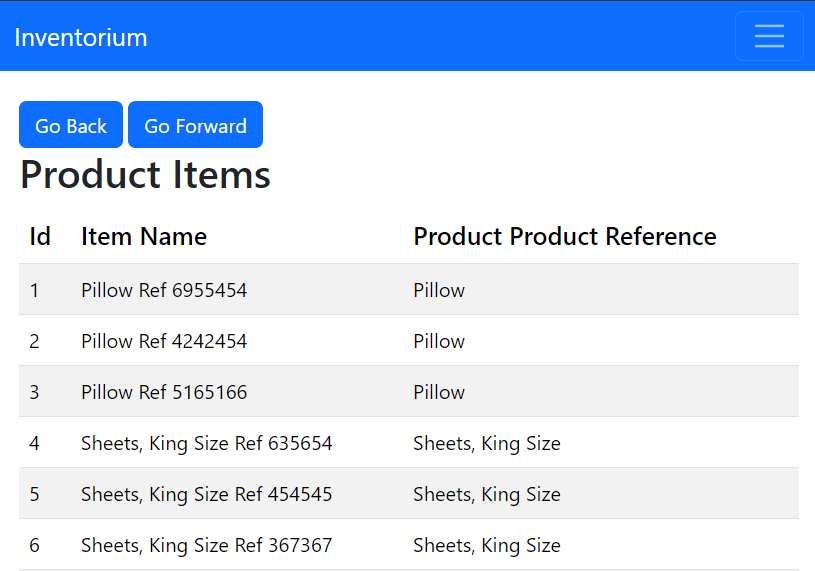 Inventorium
Go Back Go Forward
Product Items
Id Item Name Product Product Reference
1 Pillow Ref 6955454 Pillow
2 Pillow Ref 4242454 Pillow
3 Pillow Ref 5165166 Pillow
4 Sheets, King Size Ref 635654 Sheets, King Size
5 Sheets, King Size Ref 454545 Sheets, King Size
6 Sheets, King Size Ref 367367 Sheets, King Size